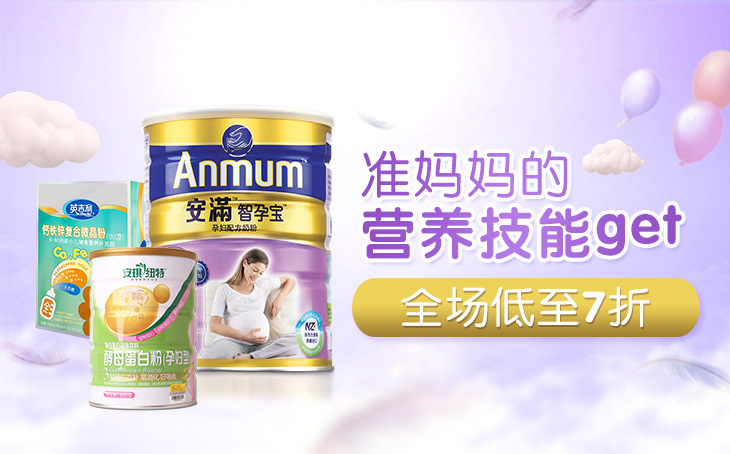 准妈妈的
营养技能get
全场低至7折
Anmum
安满 智孕宝
孕妇配方奶粉
NZ
英吉利
钙铁锌复合微晶粉
安琪纽特
酵母蛋白粉(孕妇型)